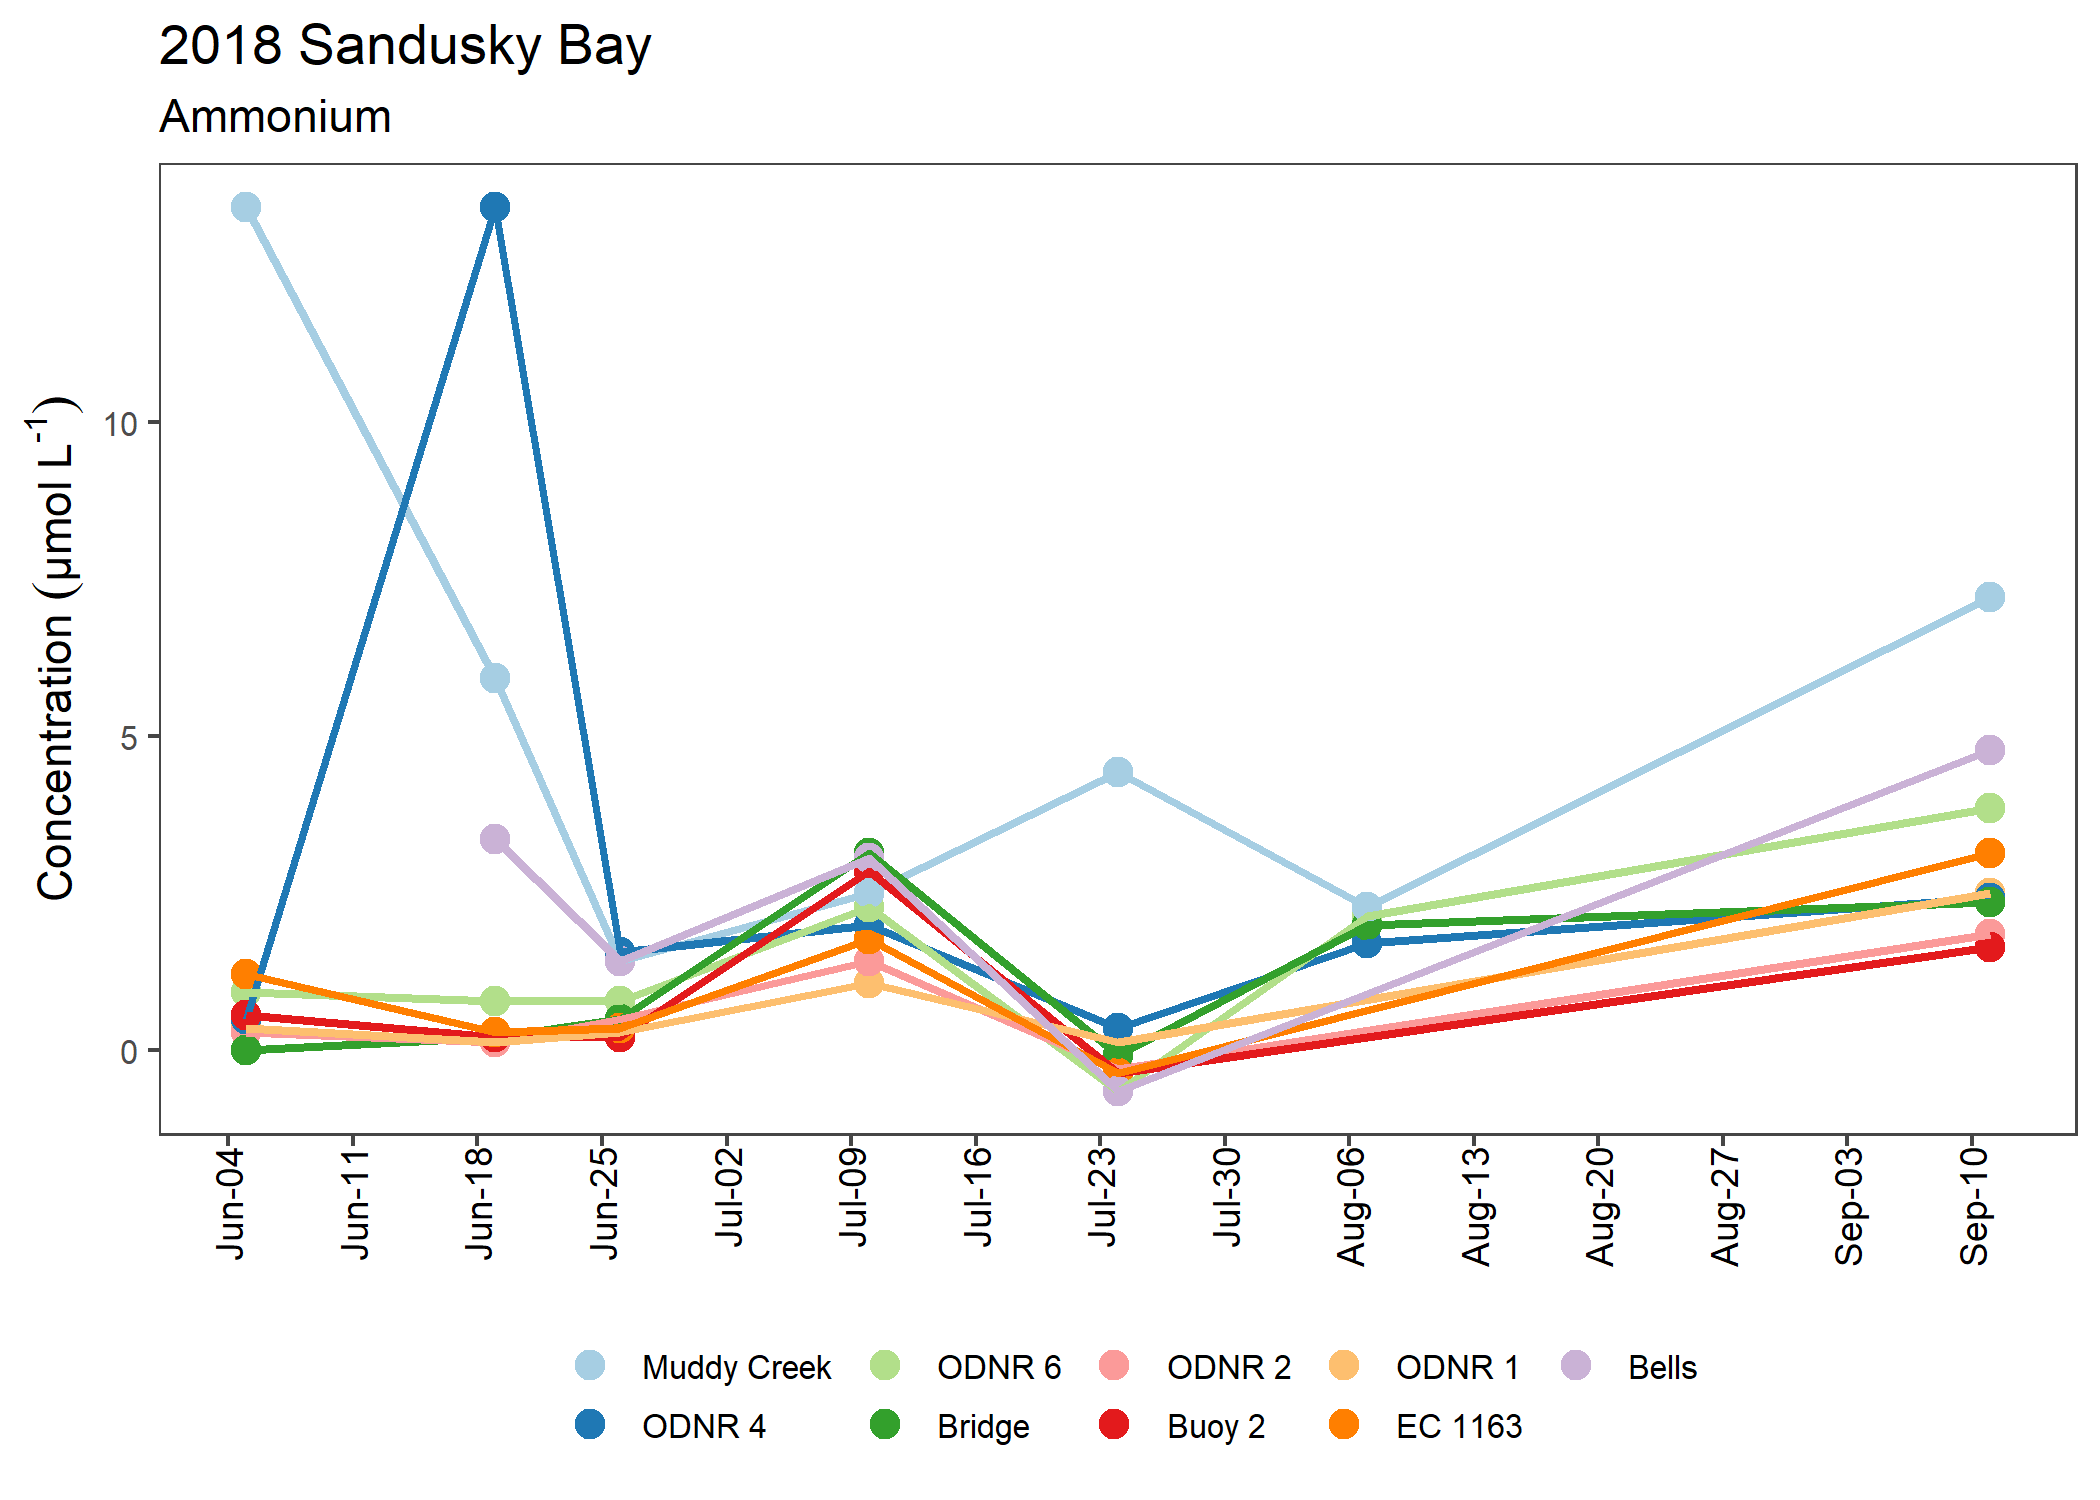 2018 Sandusky Bay
Ammonium
Concentration (µmol L⁻¹)
10
5
0
Jun-04
Jun-11
Jun-18
Jun-25
Jul-02
Jul-09
Jul-16
Jul-23
Jul-30
Aug-06
Aug-13
Aug-20
Aug-27
Sep-03
Sep-10
Muddy Creek
ODNR 6
ODNR 2
ODNR 1
Bells
ODNR 4
Bridge
Buoy 2
EC 1163